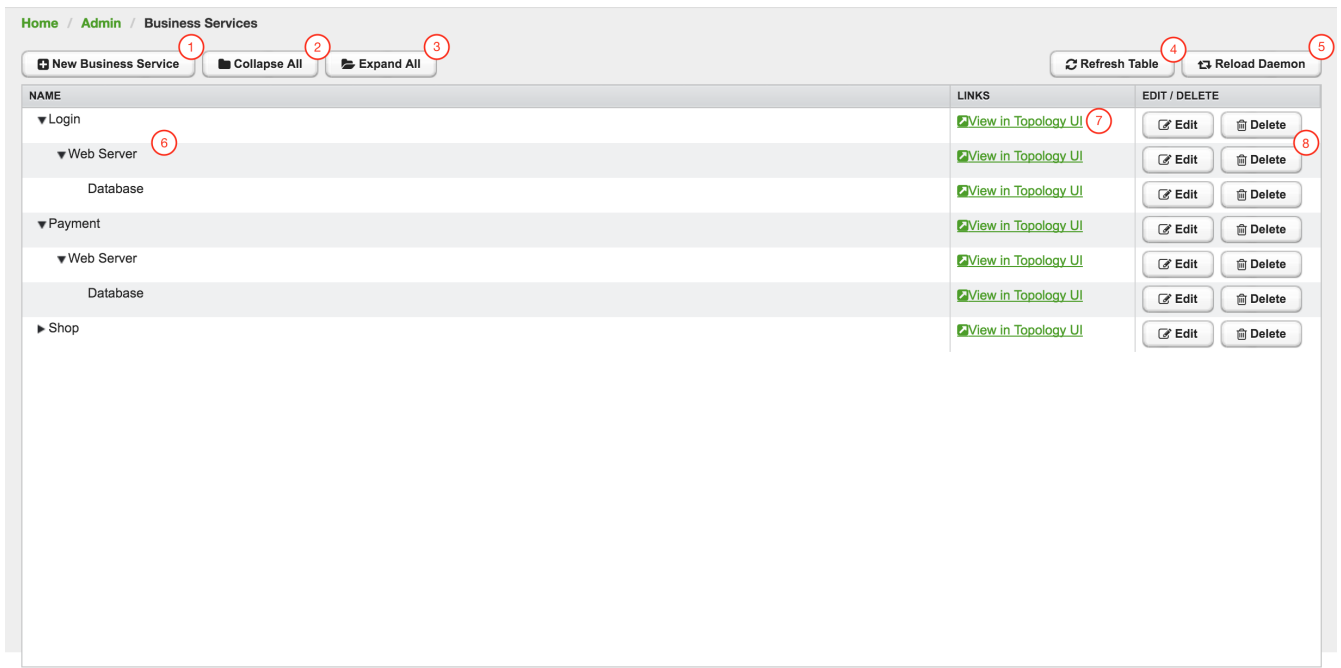 Home / Admin / Business Services
1 2 3 4 5
New Business Service Collapse All Expand All Refresh Table Reload Daemon
NAME LINKS EDIT / DELETE
Login View in Topology UI 7 Edit Delete
6 8
Web Server View in Topology UI Edit Delete
Database View in Topology UI Edit Delete
Payment View in Topology UI Edit Delete
Web Server View in Topology UI Edit Delete
Database View in Topology UI Edit Delete
Shop View in Topology UI Edit Delete